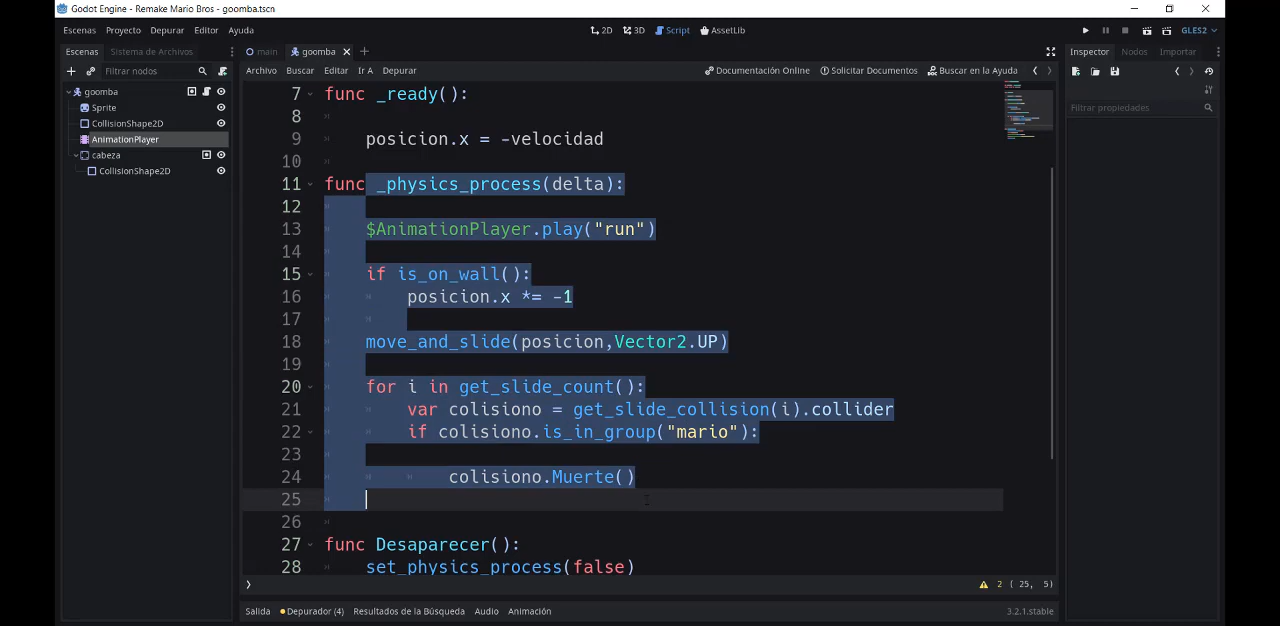 Godot Engine - Remake Mario Bros - goomba.tscn
Escenas Proyecto Depurar Editor Ayuda
2D 3D Script AssetLib
GLES2
Escenas Sistema de Archivos
main goomba
Inspector Nodos Importar
Filtrar nodos
Archivo Buscar Editar Ir A Depurar
Documentación Online Solicitar Documentos Buscar en la Ayuda
Filtrar propiedades
goomba
Sprite
CollisionShape2D
AnimationPlayer
cabeza
CollisionShape2D
7 func _ready():
8
9 posicion.x = -velocidad
10
11 func _physics_process(delta):
12
13 $AnimationPlayer.play("run")
14
15 if is_on_wall():
16 posicion.x *= -1
17
18 move_and_slide(posicion,Vector2.UP)
19
20 for i in get_slide_count():
21 var colisiono = get_slide_collision(i).collider
22 if colisiono.is_in_group("mario"):
23
24 colisiono.Muerte()
25
26
27 func Desaparecer():
28 set_physics_process(false)
2 ( 25, 5)
Salida Depurador (4) Resultados de la Búsqueda Audio Animación
3.2.1.stable